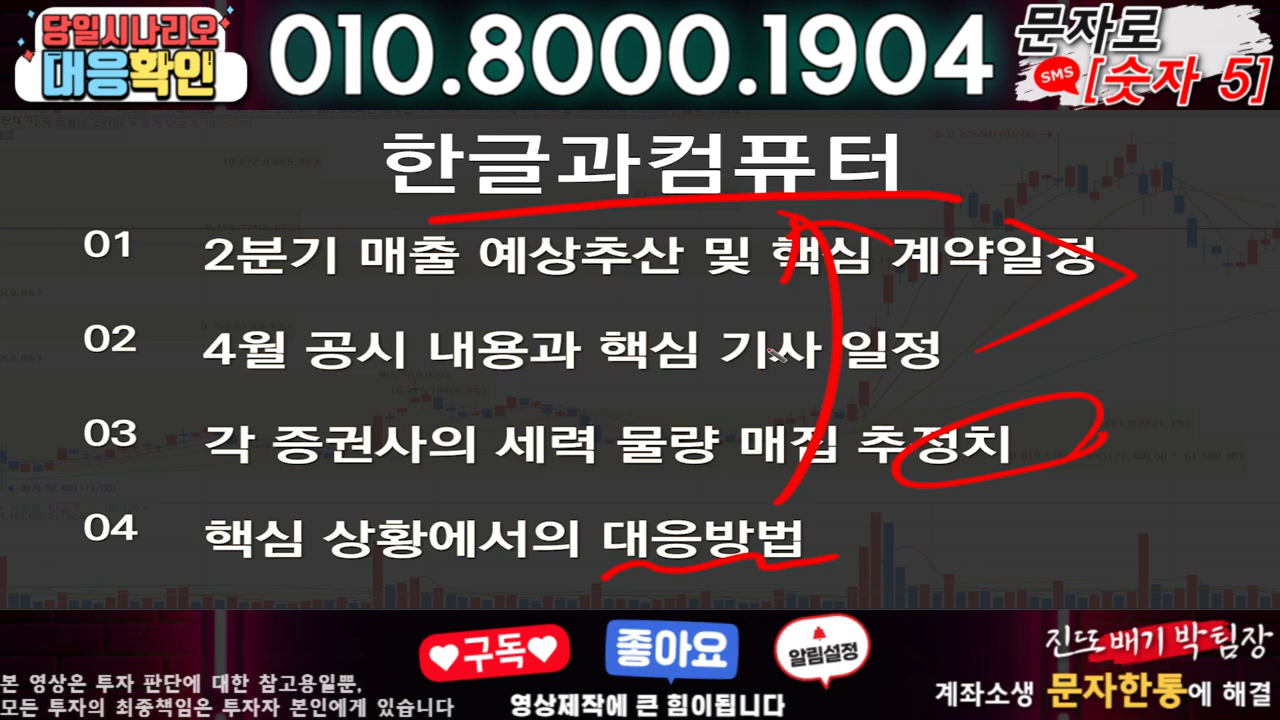 당일시나리오
대응확인
010.8000.1904
문자로
SMS [숫자 5]
한글과컴퓨터
01 2분기 매출 예상추산 및 핵심 계약일정
02 4월 공시 내용과 핵심 기사 일정
03 각 증권사의 세력 물량 매집 추정치
04 핵심 상황에서의 대응방법
구독
좋아요
알림설정
영상제작에 큰 힘이됩니다
본 영상은 투자 판단에 대한 참고용일뿐,
모든 투자의 최종책임은 투자자 본인에게 있습니다
진또배기 박팀장
계좌소생 문자한통에 해결